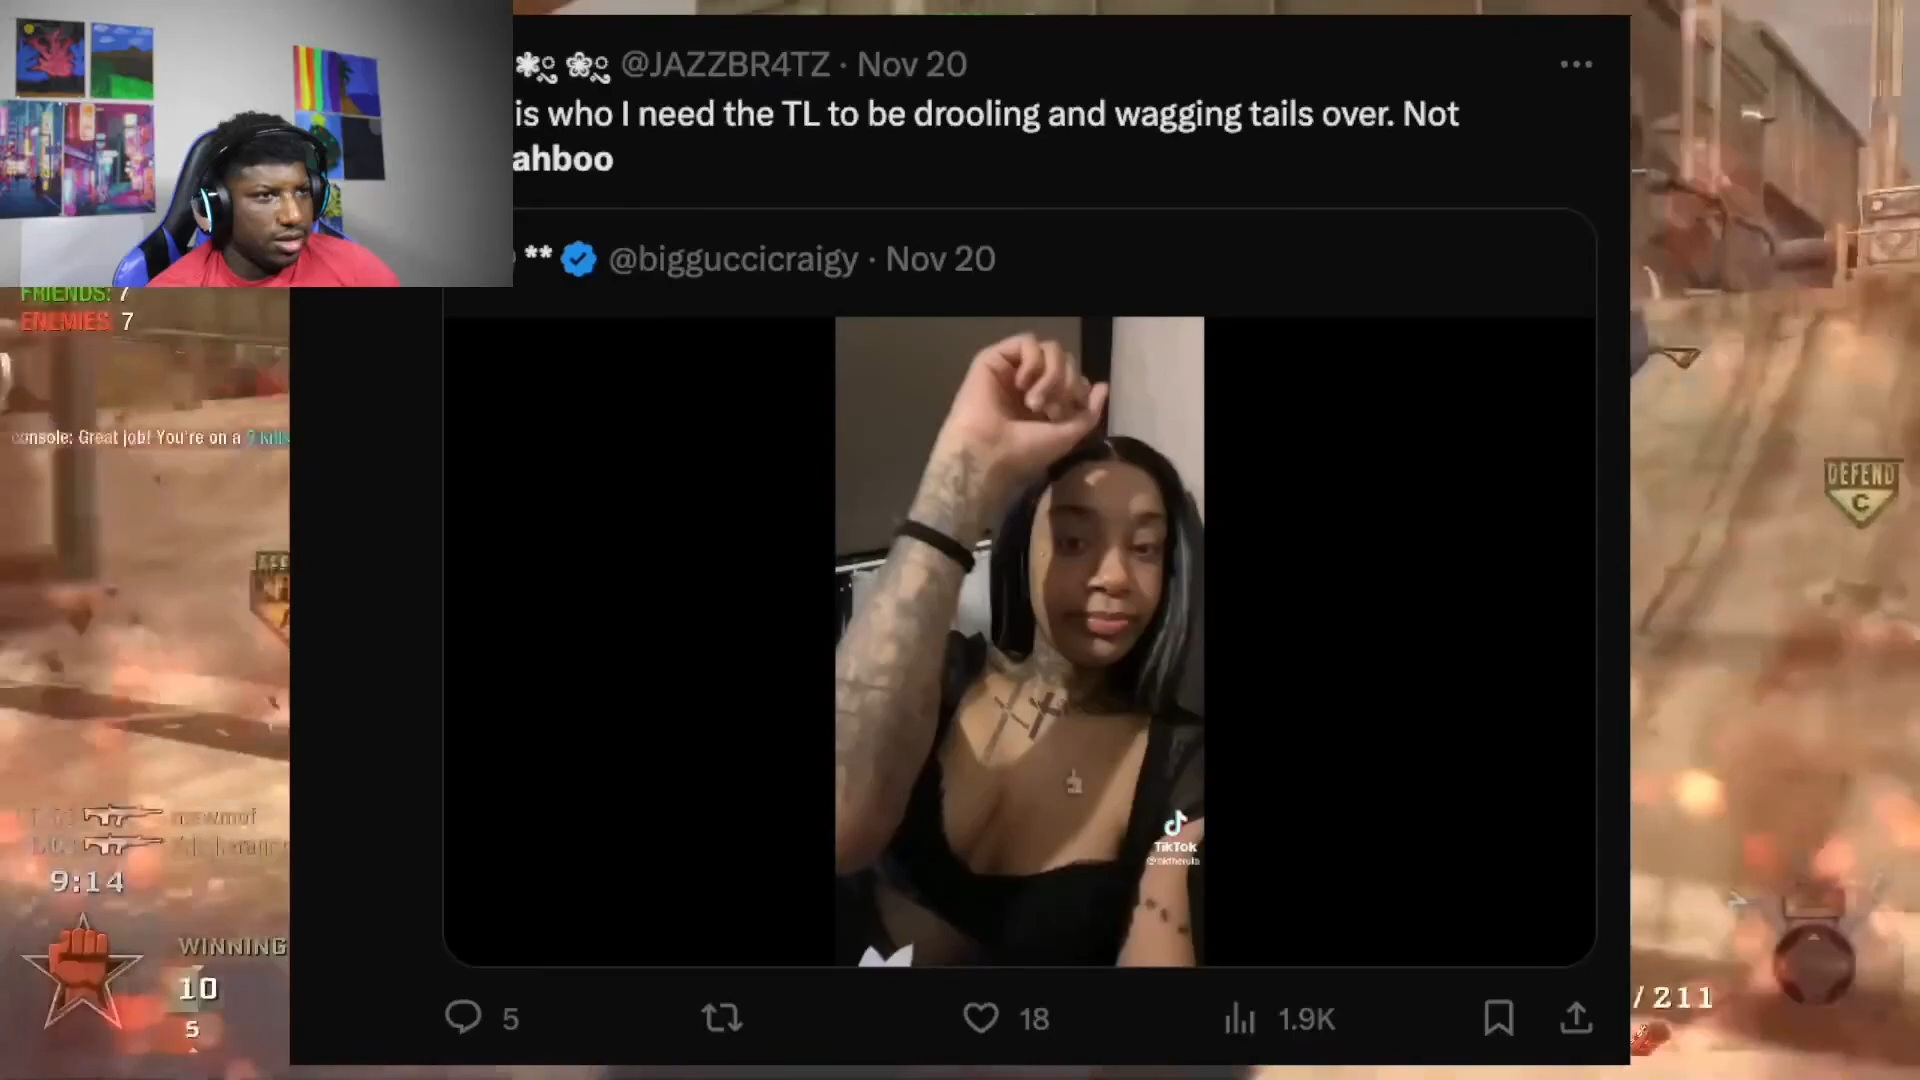 @JAZZBR4TZ · Nov 20
is who I need the TL to be drooling and wagging tails over. Not
ahboo
** @bigguccicraigy · Nov 20
FRIENDS: 7
ENEMIES: 7
console: Great job! You're on a
DEFEND
C
TikTok
9:14
WINNING
10
5
/ 211
5
18
1.9K